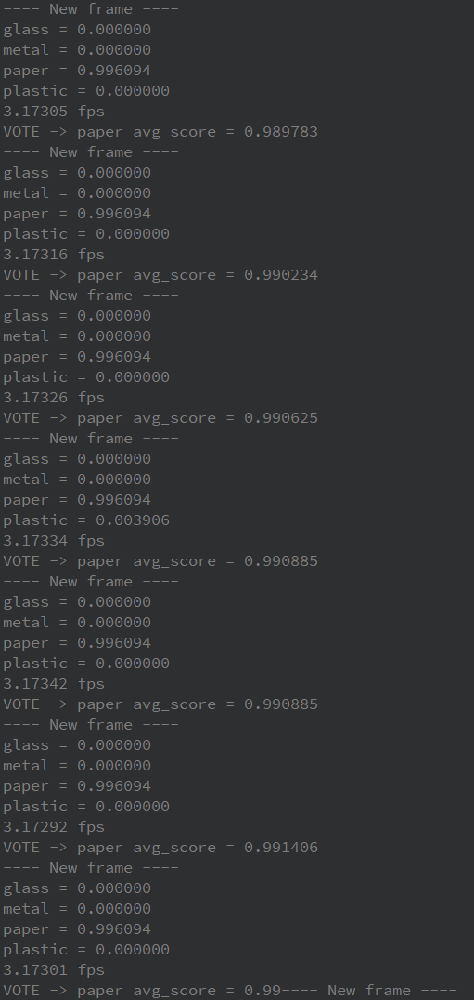 ---- New frame ----
glass = 0.000000
metal = 0.000000
paper = 0.996094
plastic = 0.000000
3.17305 fps
VOTE -> paper avg_score = 0.989783
---- New frame ----
glass = 0.000000
metal = 0.000000
paper = 0.996094
plastic = 0.000000
3.17316 fps
VOTE -> paper avg_score = 0.990234
---- New frame ----
glass = 0.000000
metal = 0.000000
paper = 0.996094
plastic = 0.000000
3.17326 fps
VOTE -> paper avg_score = 0.990625
---- New frame ----
glass = 0.000000
metal = 0.000000
paper = 0.996094
plastic = 0.003906
3.17334 fps
VOTE -> paper avg_score = 0.990885
---- New frame ----
glass = 0.000000
metal = 0.000000
paper = 0.996094
plastic = 0.000000
3.17342 fps
VOTE -> paper avg_score = 0.990885
---- New frame ----
glass = 0.000000
metal = 0.000000
paper = 0.996094
plastic = 0.000000
3.17292 fps
VOTE -> paper avg_score = 0.991406
---- New frame ----
glass = 0.000000
metal = 0.000000
paper = 0.996094
plastic = 0.000000
3.17301 fps
VOTE -> paper avg_score = 0.99---- New frame ----